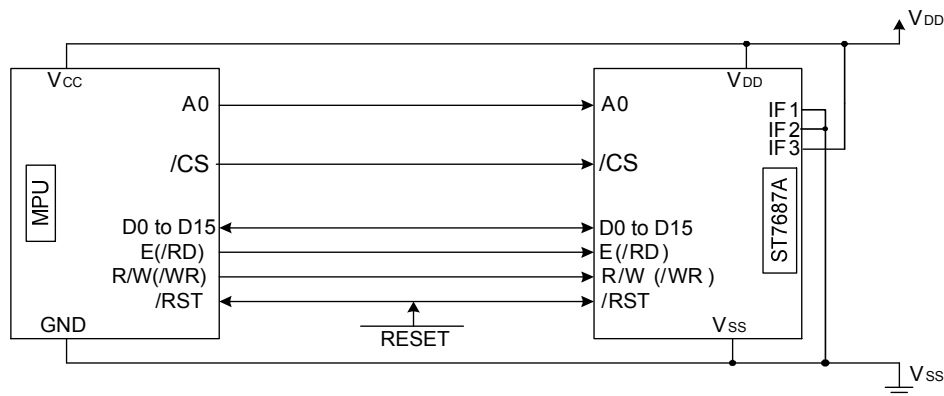 VDD
VCC
VDD
A0
A0
IF1
IF2
IF3
/CS
/CS
MPU
ST7687A
D0 to D15
D0 to D15
E(/RD)
E(/RD)
R/W(/WR)
R/W (/WR )
/RST
/RST
GND
RESET
VSS
VSS